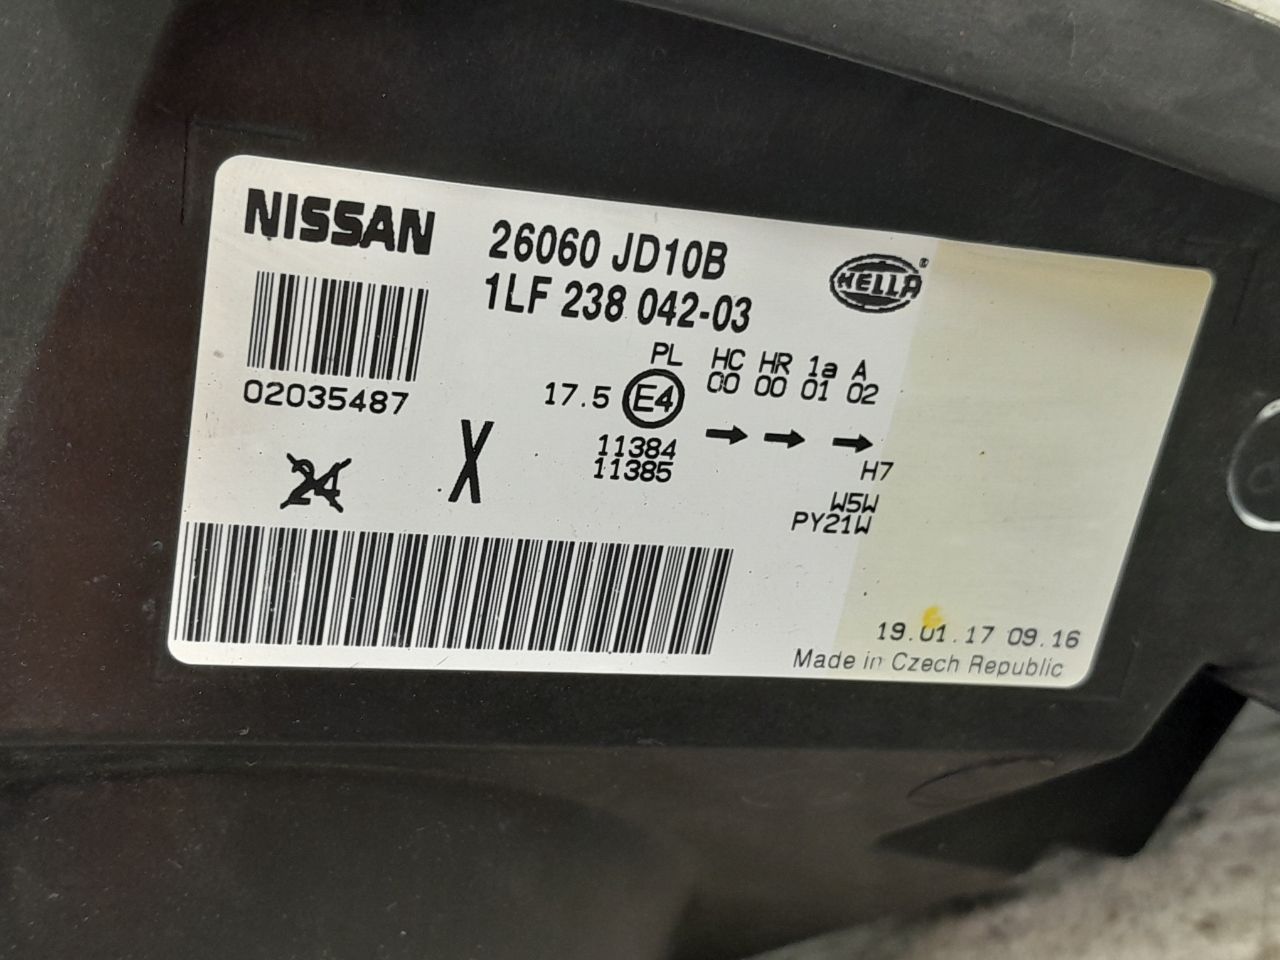 NISSAN
26060 JD10B
1LF 238 042-03
HELLA ®
02035487
PL HC HR 1a A
17.5 E4 00 00 01 02
11384
11385
H7
24
X
W5W
PY21W
19.01.17 09.16
Made in Czech Republic